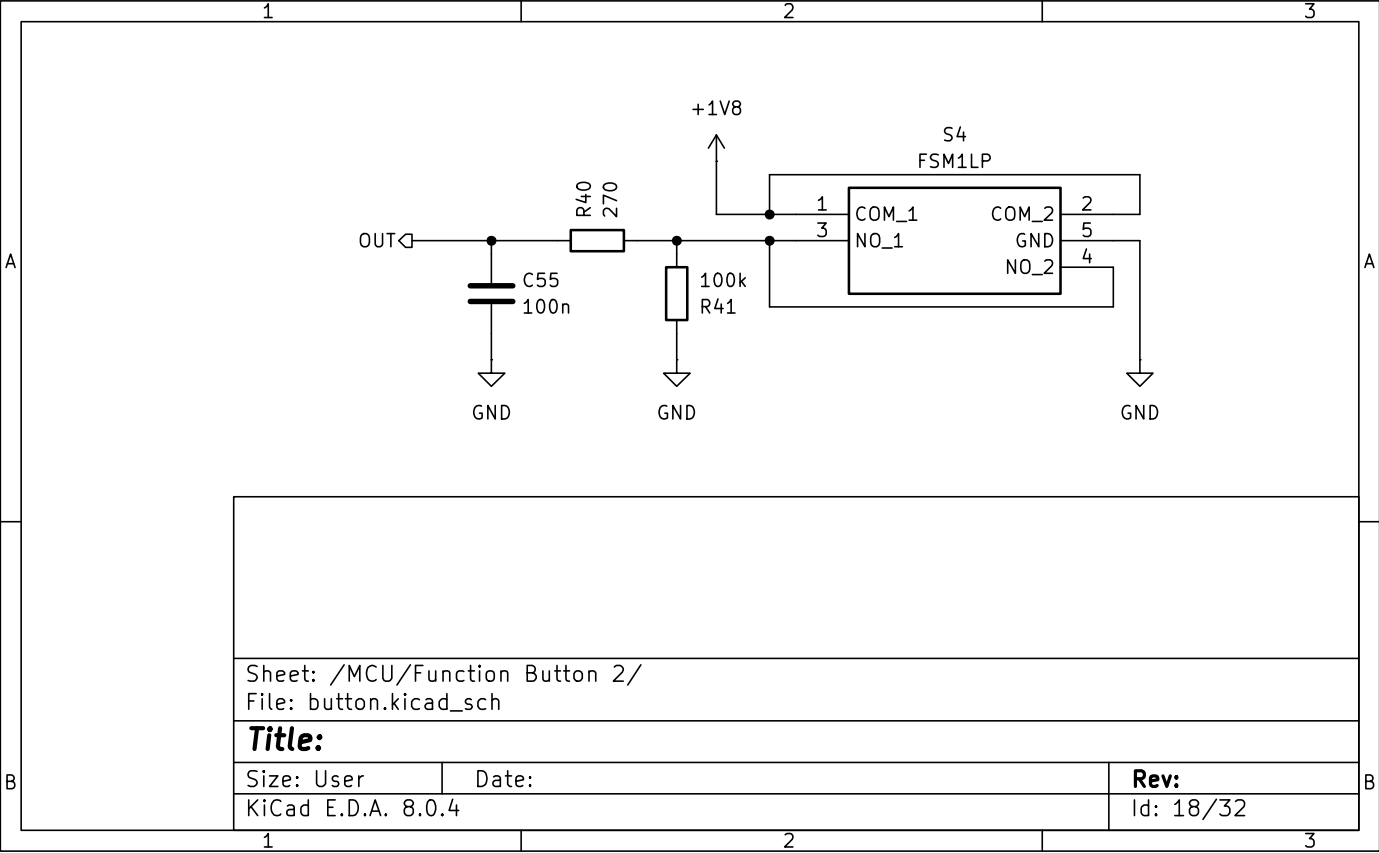 1 2 3
+1V8
S4
FSM1LP
R40
270
1 COM_1 COM_2 2
OUT 3 NO_1 GND 5
NO_2 4
A A
C55 100k
100n R41
GND GND GND
Sheet: /MCU/Function Button 2/
File: button.kicad_sch
Title:
B Size: User Date: Rev: B
KiCad E.D.A. 8.0.4 Id: 18/32
1 2 3